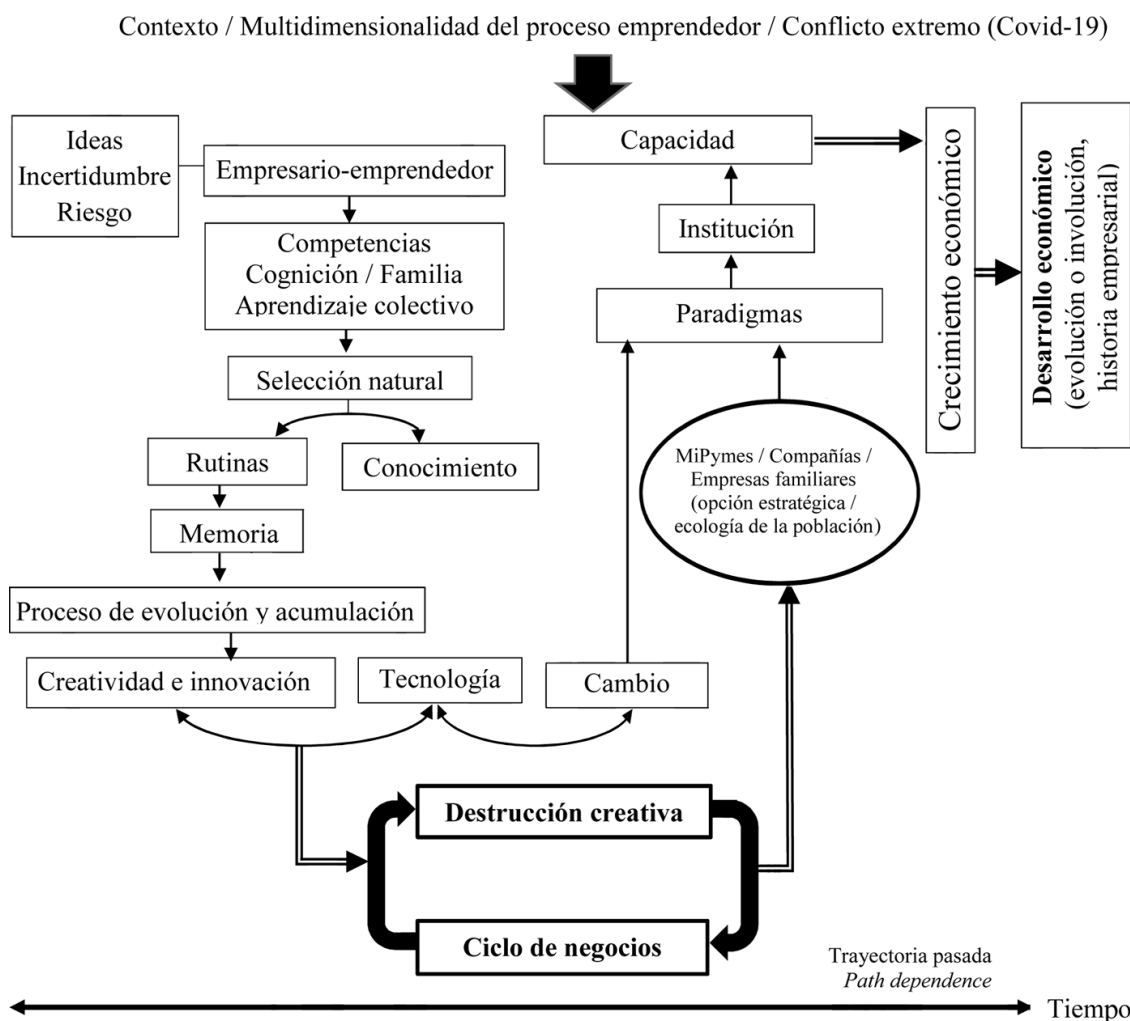 Contexto / Multidimensionalidad del proceso emprendedor / Conflicto extremo (Covid-19)
Ideas
Incertidumbre
Riesgo
Empresario-emprendedor
Competencias
Cognición / Familia
Aprendizaje colectivo
Selección natural
Rutinas
Conocimiento
Memoria
Proceso de evolución y acumulación
Creatividad e innovación
Tecnología
Cambio
Capacidad
Institución
Paradigmas
MiPymes / Compañías /
Empresas familiares
(opción estratégica /
ecología de la población)
Crecimiento económico
Desarrollo económico
(evolución o involución,
historia empresarial)
Destrucción creativa
Ciclo de negocios
Trayectoria pasada
Path dependence
Tiempo